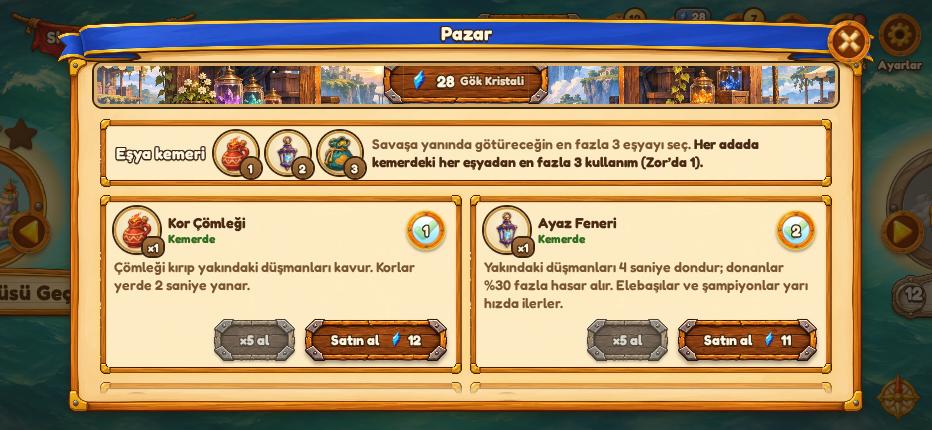 Pazar
28 Gök Kristali
Ayarlar
Eşya kemeri
1
2
3
Savaşa yanında götüreceğin en fazla 3 eşyayı seç. Her adada
kemerdeki her eşyadan en fazla 3 kullanım (Zor'da 1).
Kor Çömleği
Kemerde
x1
1
Çömleği kırıp yakındaki düşmanları kavur. Korlar
yerde 2 saniye yanar.
x5 al
Satın al 12
Ayaz Feneri
Kemerde
x1
2
Yakındaki düşmanları 4 saniye dondur; donanlar
%30 fazla hasar alır. Elebaşılar ve şampiyonlar yarı
hızda ilerler.
x5 al
Satın al 11
12